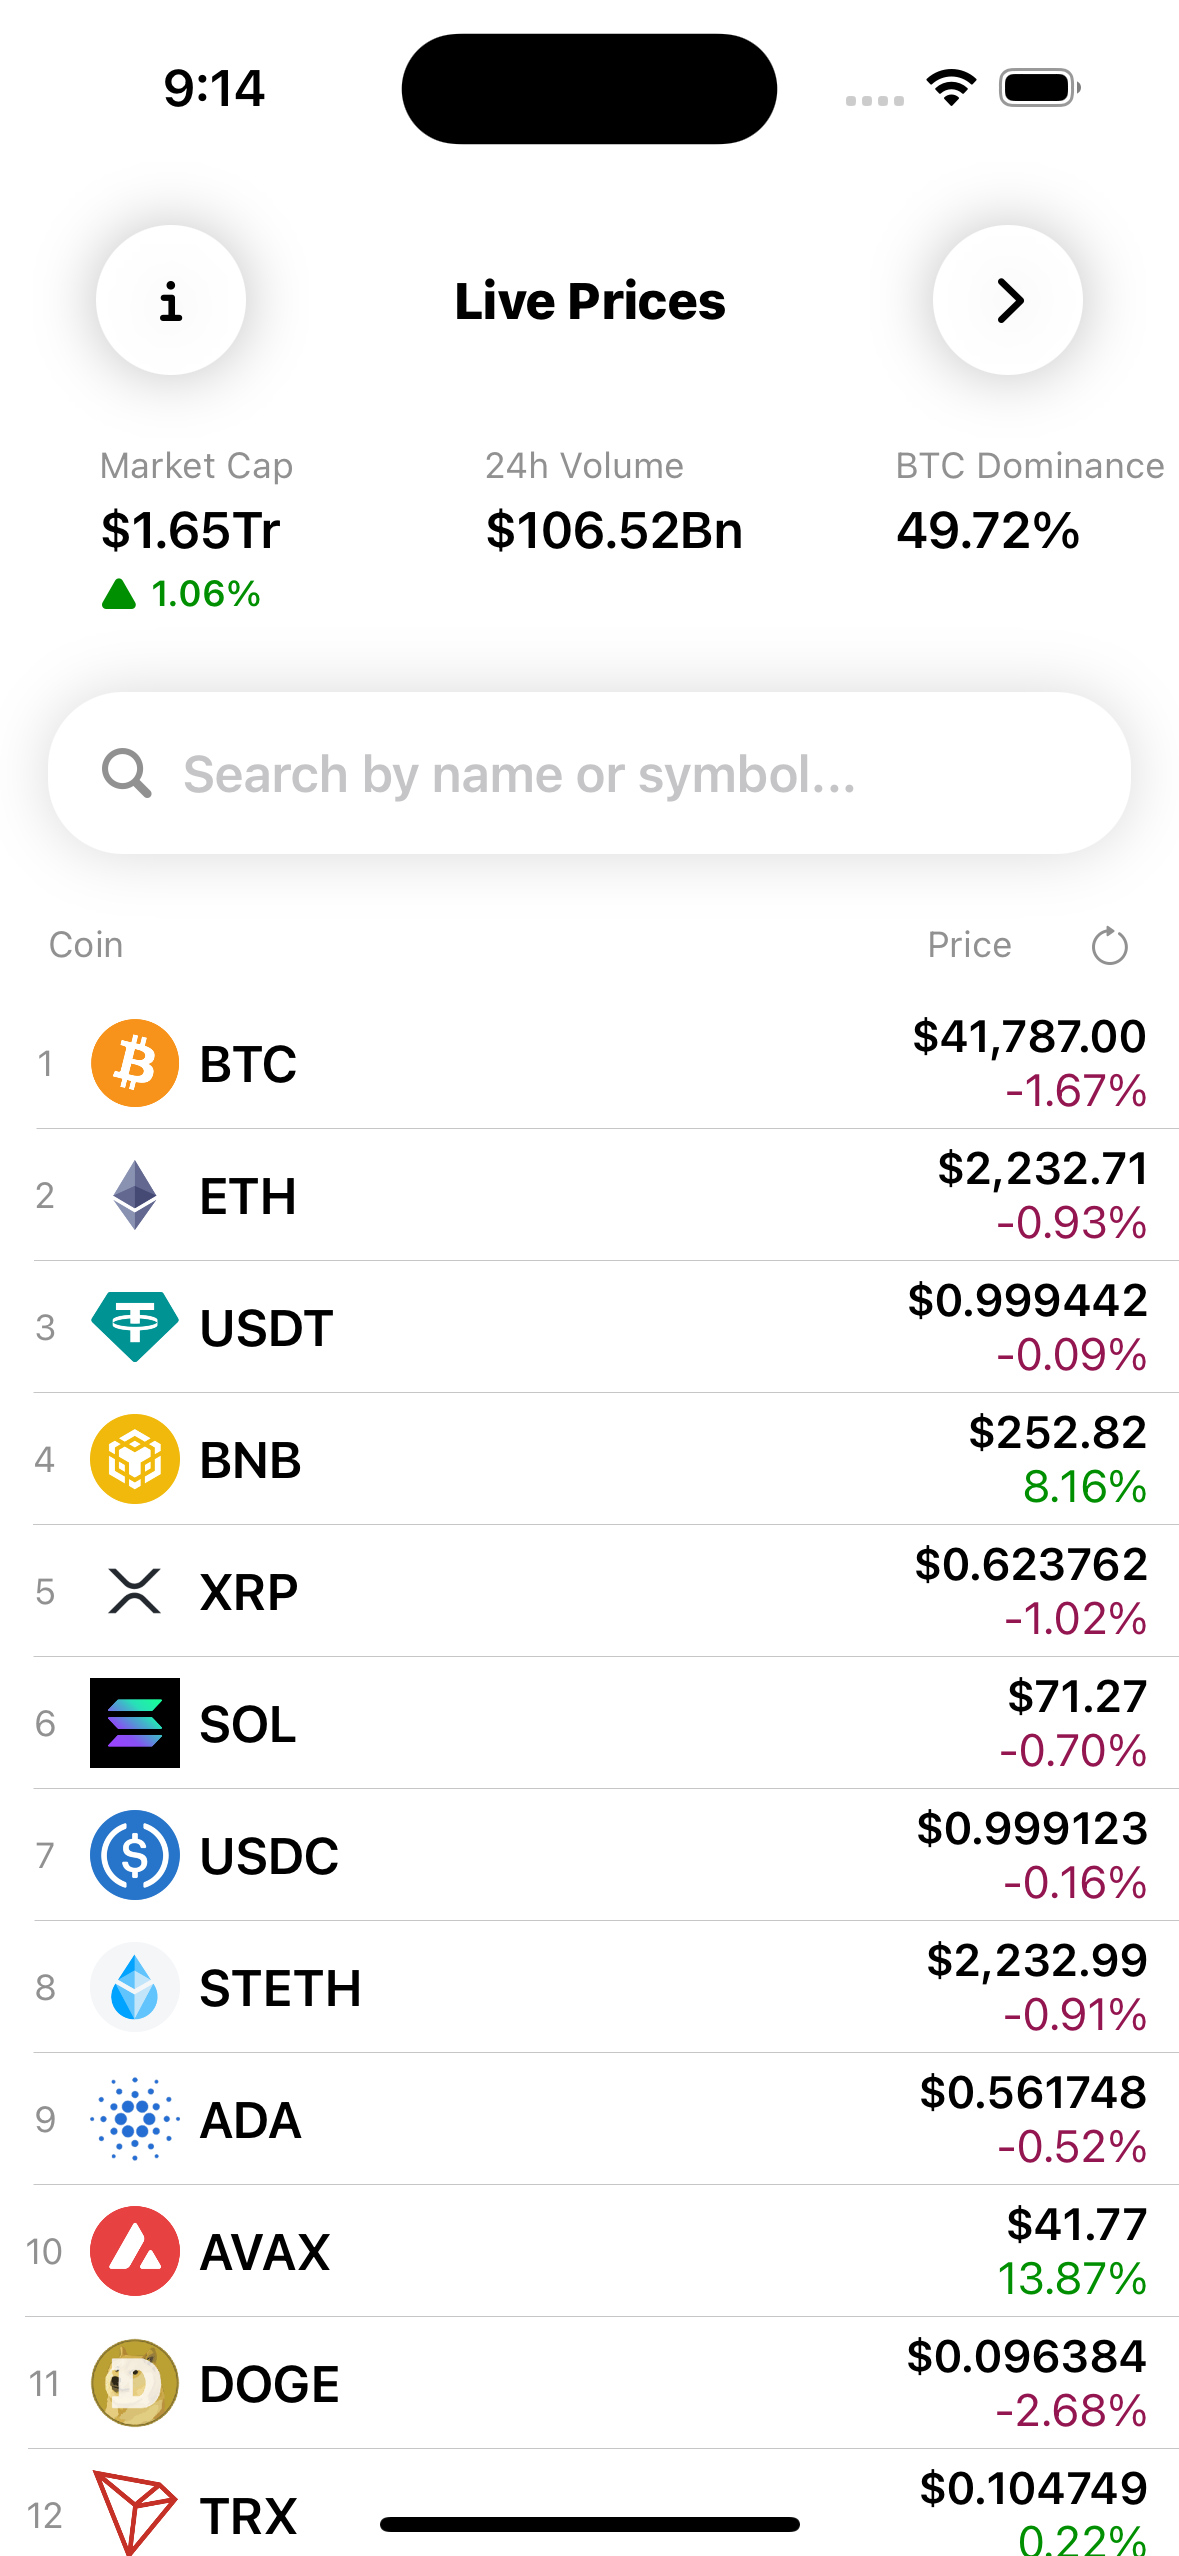 9:14
Live Prices
Market Cap 24h Volume BTC Dominance
$1.65Tr $106.52Bn 49.72%
1.06%
Search by name or symbol...
Coin Price
1 BTC $41,787.00
-1.67%
2 ETH $2,232.71
-0.93%
3 USDT $0.999442
-0.09%
4 BNB $252.82
8.16%
5 XRP $0.623762
-1.02%
6 SOL $71.27
-0.70%
7 USDC $0.999123
-0.16%
8 STETH $2,232.99
-0.91%
9 ADA $0.561748
-0.52%
10 AVAX $41.77
13.87%
11 DOGE $0.096384
-2.68%
12 TRX $0.104749
0.22%